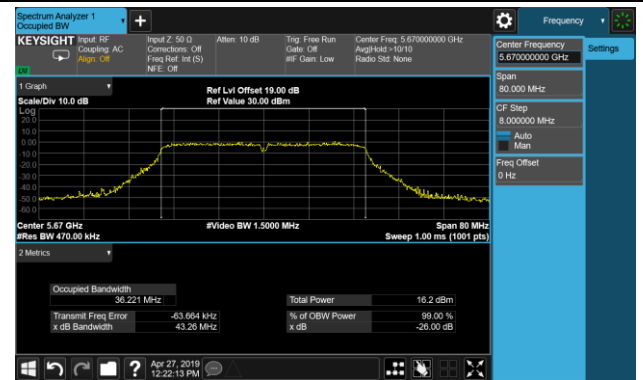 Spectrum Analyzer 1
Occupied BW
Frequency
KEYSIGHT
Input: RF
Coupling: AC
Align: Off
Input Z: 50 Ω
Corrections: Off
Freq Ref: Int (S)
NFE: Off
Atten: 10 dB
Trig: Free Run
Gate: Off
#IF Gain: Low
Center Freq: 5.670000000 GHz
Avg|Hold:>10/10
Radio Std: None
Center Frequency
5.670000000 GHz
Settings
Span
80.000 MHz
CF Step
8.000000 MHz
Auto
Man
Freq Offset
0 Hz
1 Graph
Scale/Div 10.0 dB
Ref Lvl Offset 19.00 dB
Ref Value 30.00 dBm
Log
20.0
10.0
0.00
-10.0
-20.0
-30.0
-40.0
-50.0
-60.0
Center 5.67 GHz
#Video BW 1.5000 MHz
Span 80 MHz
#Res BW 470.00 kHz
Sweep 1.00 ms (1001 pts)
2 Metrics
Occupied Bandwidth
36.221 MHz
Total Power
16.2 dBm
Transmit Freq Error
-63.664 kHz
% of OBW Power
99.00 %
x dB Bandwidth
43.26 MHz
x dB
-26.00 dB
?
Apr 27, 2019
12:22:13 PM